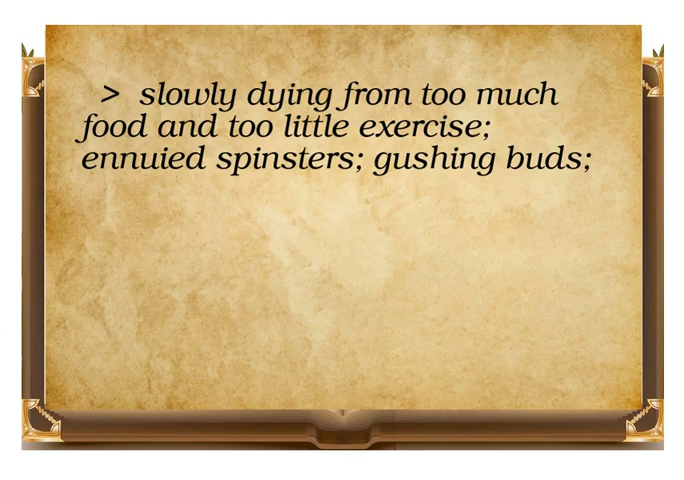 > slowly dying from too much
food and too little exercise;
ennuied spinsters; gushing buds;